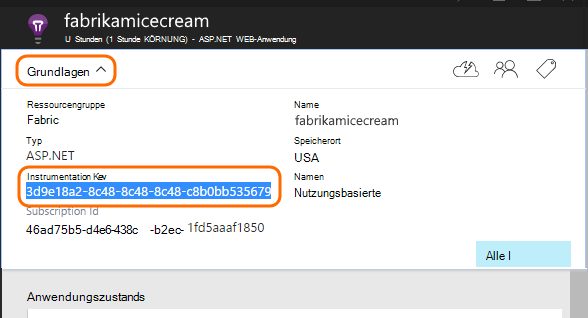 fabrikamicecream
U Stunden (1 Stunde KÖRNUNG) - ASP.NET WEB-Anwendung
Grundlagen
Ressourcengruppe
Fabric
Name
fabrikamicecream
Typ
ASP.NET
Speicherort
USA
Instrumentation Key
3d9e18a2-8c48-8c48-8c48-c8b0bb535679
Namen
Nutzungsbasierte
Subscription Id
46ad75b5-d4e6-438c -b2ec- 1fd5aaaf1850
Alle I
Anwendungszustands